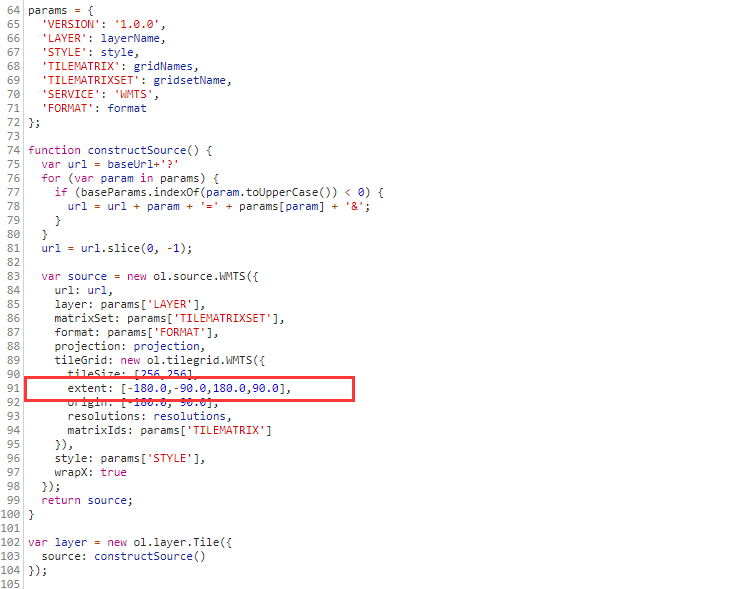 64 params = {
65   'VERSION': '1.0.0',
66   'LAYER': layerName,
67   'STYLE': style,
68   'TILEMATRIX': gridNames,
69   'TILEMATRIXSET': gridsetName,
70   'SERVICE': 'WMTS',
71   'FORMAT': format
72 };
73
74 function constructSource() {
75   var url = baseUrl+'?'
76   for (var param in params) {
77     if (baseParams.indexOf(param.toUpperCase()) < 0) {
78       url = url + param + '=' + params[param] + '&';
79     }
80   }
81   url = url.slice(0, -1);
82
83   var source = new ol.source.WMTS({
84     url: url,
85     layer: params['LAYER'],
86     matrixSet: params['TILEMATRIXSET'],
87     format: params['FORMAT'],
88     projection: projection,
89     tileGrid: new ol.tilegrid.WMTS({
90       tileSize: [256,256],
91       extent: [-180.0,-90.0,180.0,90.0],
92       origin: [-180.0, 90.0],
93       resolutions: resolutions,
94       matrixIds: params['TILEMATRIX']
95     }),
96     style: params['STYLE'],
97     wrapX: true
98   });
99   return source;
100 }
101
102 var layer = new ol.layer.Tile({
103   source: constructSource()
104 });
105